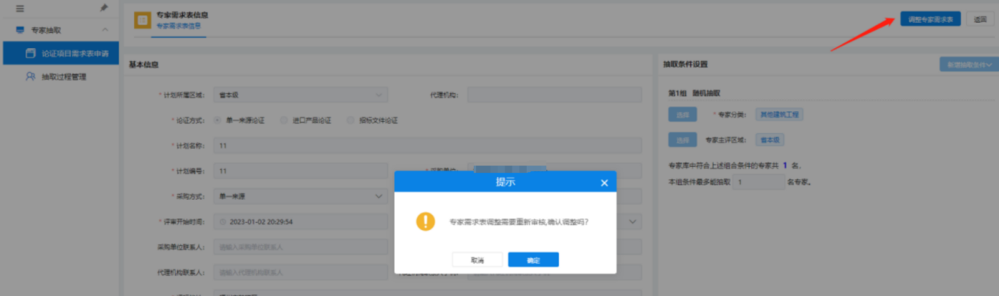 专家抽取
论证项目需求表申请
抽取过程管理
专家需求表信息
专家需求表信息
调整专家需求表
返回
基本信息
* 计划所属区域: 省本级
代理机构:
* 论证方式: 单一来源论证 进口产品论证 招标文件论证
* 计划名称: 11
* 计划编号: 11
* 采购单位:
* 采购方式: 单一来源
* 评审开始时间: 2023-01-02 20:29:54
采购单位联系人: 请输入采购单位联系人
代理机构联系人: 请输入代理机构联系人
提示
专家需求表调整需要重新审核,确认调整吗?
取消
确定
抽取条件设置
新增抽取条件
第1组 随机抽取
选择 * 专家分类: 其他建筑工程
选择 专家主评区域: 省本级
专家库中符合上述组合条件的专家共 1 名,
本组条件最多能抽取 1 名专家。